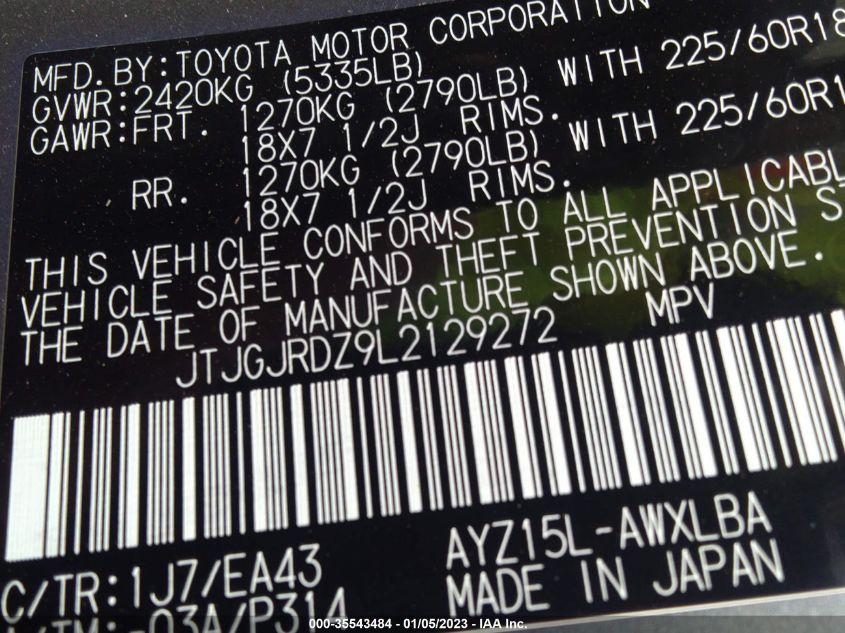 MFD.BY:TOYOTA MOTOR CORPORATION
GVWR:2420KG (5335LB)
GAWR:FRT. 1270KG (2790LB) WITH 225/60R18
18X7 1/2J RIMS.
RR. 1270KG (2790LB) WITH 225/60R1
18X7 1/2J RIMS.
THIS VEHICLE CONFORMS TO ALL APPLICABL
VEHICLE SAFETY AND THEFT PREVENTION S
THE DATE OF MANUFACTURE SHOWN ABOVE.
JTJGJRDZ9L2129272 MPV
C/TR:1J7/EA43 AYZ15L-AWXLBA
-03A/P314 MADE IN JAPAN
000-35543484 - 01/05/2023 - IAA Inc.